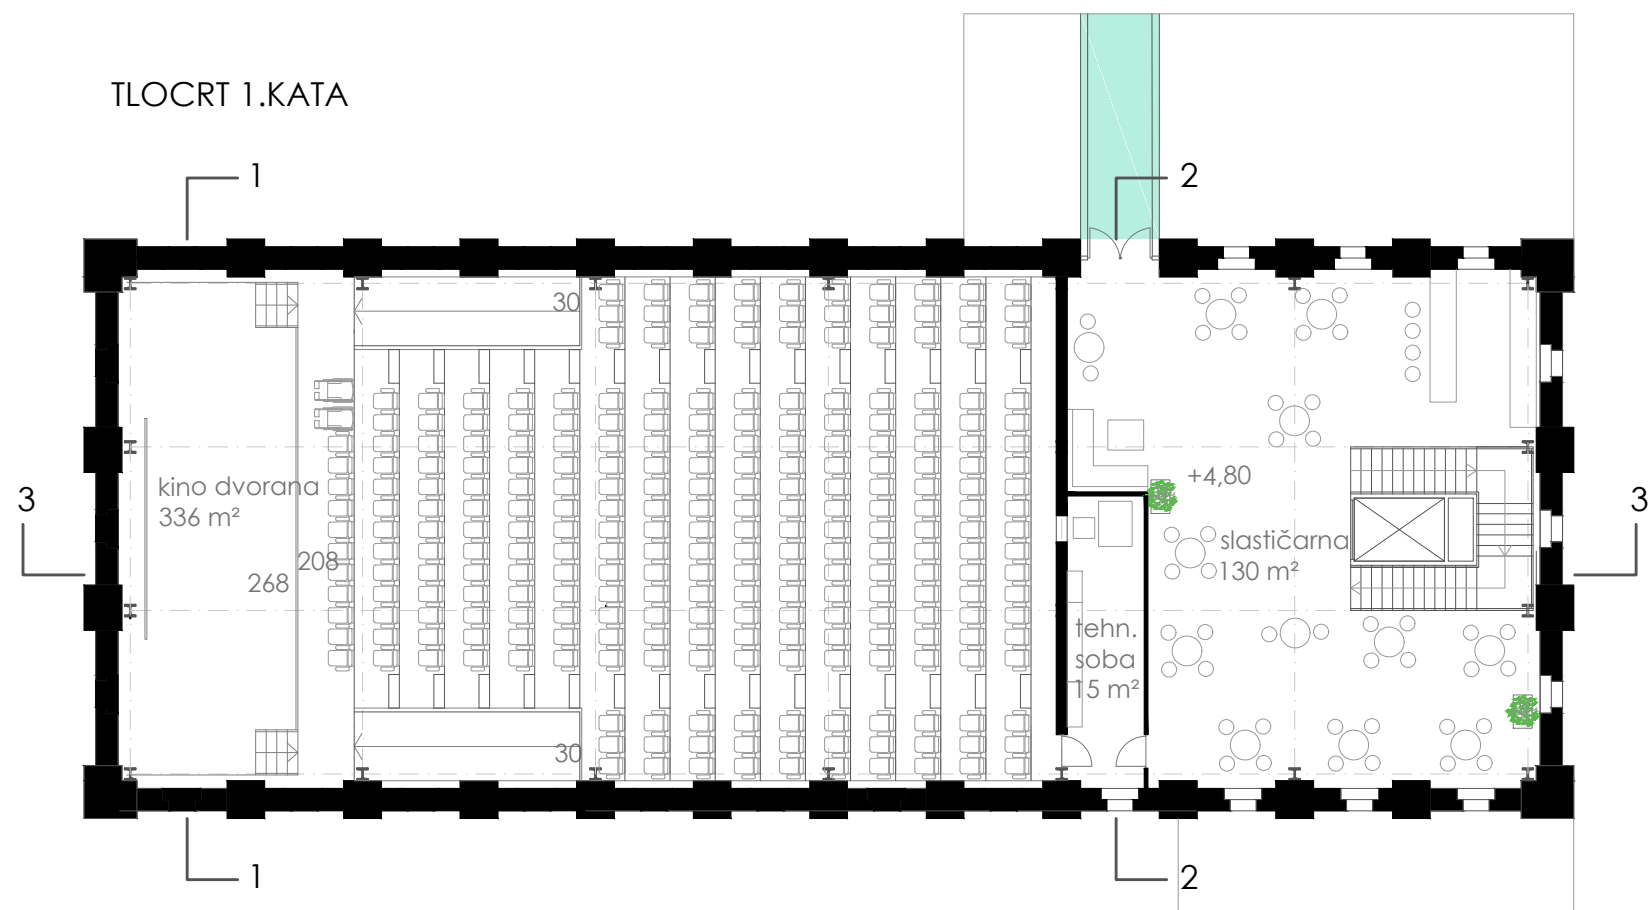 TLOCRT 1.KATA
1
2
30
kino dvorana
336 m²
+4,80
3
3
slastičarna
130 m²
208
268
tehn.
soba
15 m²
30
1
2